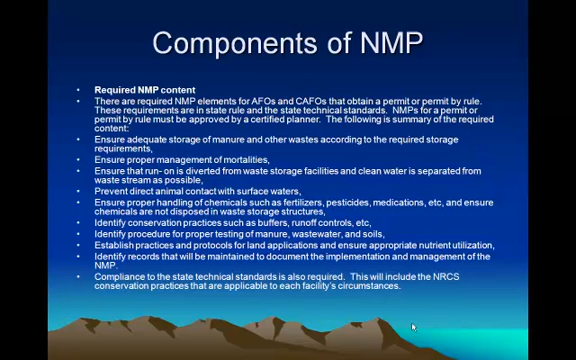 Components of NMP
• Required NMP content
• There are required NMP elements for AFOs and CAFOs that obtain a permit or permit by rule.
These requirements are in state rule and the state technical standards. NMPs for a permit or
permit by rule must be approved by a certified planner. The following is summary of the required
content:
• Ensure adequate storage of manure and other wastes according to the required storage
requirements,
• Ensure proper management of mortalities,
• Ensure that run- on is diverted from waste storage facilities and clean water is separated from
waste stream as possible,
• Prevent direct animal contact with surface waters,
• Ensure proper handling of chemicals such as fertilizers, pesticides, medications, etc, and ensure
chemicals are not disposed in waste storage structures,
• Identify conservation practices such as buffers, runoff controls, etc,
• Identify procedure for proper testing of manure, wastewater, and soils,
• Establish practices and protocols for land applications and ensure appropriate nutrient utilization,
• Identify records that will be maintained to document the implementation and management of the
NMP.
• Compliance to the state technical standards is also required. This will include the NRCS
conservation practices that are applicable to each facility's circumstances.